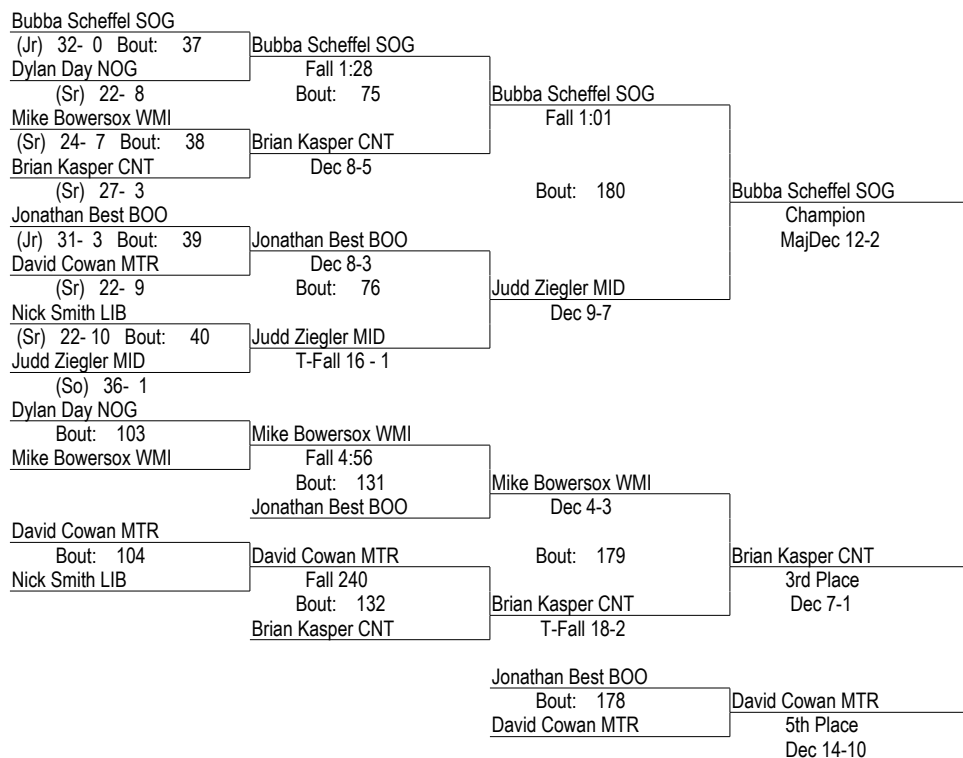 Bubba Scheffel SOG
(Jr) 32- 0 Bout: 37
Dylan Day NOG
(Sr) 22- 8
Mike Bowersox WMI
(Sr) 24- 7 Bout: 38
Brian Kasper CNT
(Sr) 27- 3
Jonathan Best BOO
(Jr) 31- 3 Bout: 39
David Cowan MTR
(Sr) 22- 9
Nick Smith LIB
(Sr) 22- 10 Bout: 40
Judd Ziegler MID
(So) 36- 1
Bubba Scheffel SOG
Fall 1:28
Bout: 75
Brian Kasper CNT
Dec 8-5
Jonathan Best BOO
Dec 8-3
Bout: 76
Judd Ziegler MID
T-Fall 16 - 1
Bubba Scheffel SOG
Fall 1:01
Bout: 180
Judd Ziegler MID
Dec 9-7
Bubba Scheffel SOG
Champion
MajDec 12-2
Dylan Day NOG
Bout: 103
Mike Bowersox WMI
David Cowan MTR
Bout: 104
Nick Smith LIB
Mike Bowersox WMI
Fall 4:56
Bout: 131
Jonathan Best BOO
David Cowan MTR
Fall 240
Bout: 132
Brian Kasper CNT
Mike Bowersox WMI
Dec 4-3
Bout: 179
Brian Kasper CNT
T-Fall 18-2
Brian Kasper CNT
3rd Place
Dec 7-1
Jonathan Best BOO
Bout: 178
David Cowan MTR
David Cowan MTR
5th Place
Dec 14-10